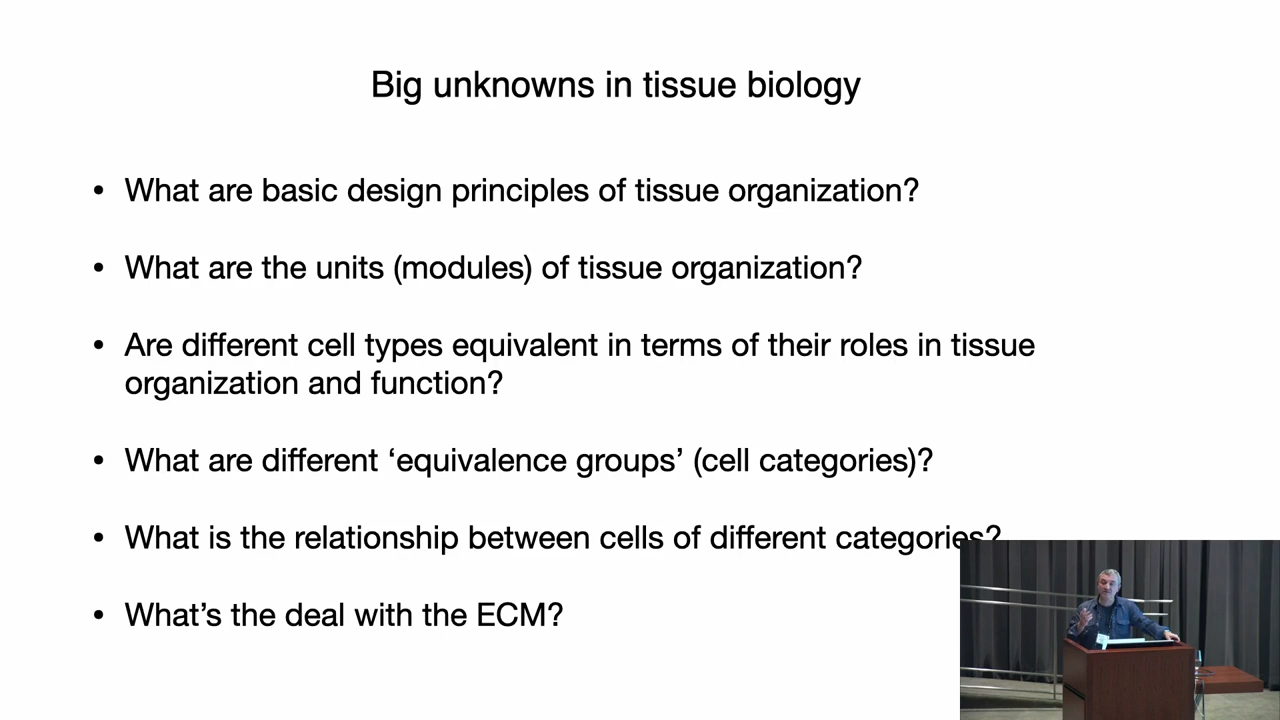 Big unknowns in tissue biology
• What are basic design principles of tissue organization?
• What are the units (modules) of tissue organization?
• Are different cell types equivalent in terms of their roles in tissue
organization and function?
• What are different ‘equivalence groups’ (cell categories)?
• What is the relationship between cells of different categories?
• What’s the deal with the ECM?